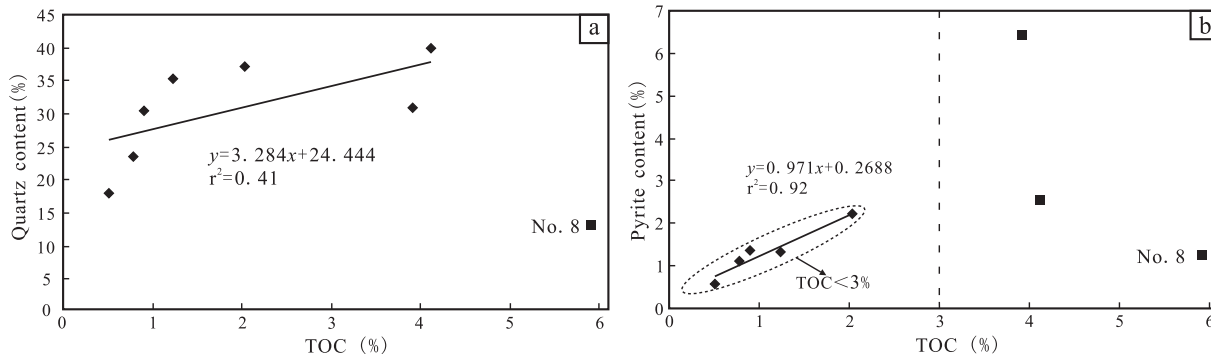 a
45
40
35
30
25
20
15
10
5
0
Quartz content(%)
y=3. 284x+24. 444
r²=0. 41
No. 8
0 1 2 3 4 5 6
TOC (%)
b
7
6
5
4
3
2
1
0
Pyrite content(%)
y=0. 971x+0. 2688
r²=0. 92
TOC<3%
No. 8
0 1 2 3 4 5 6
TOC (%)